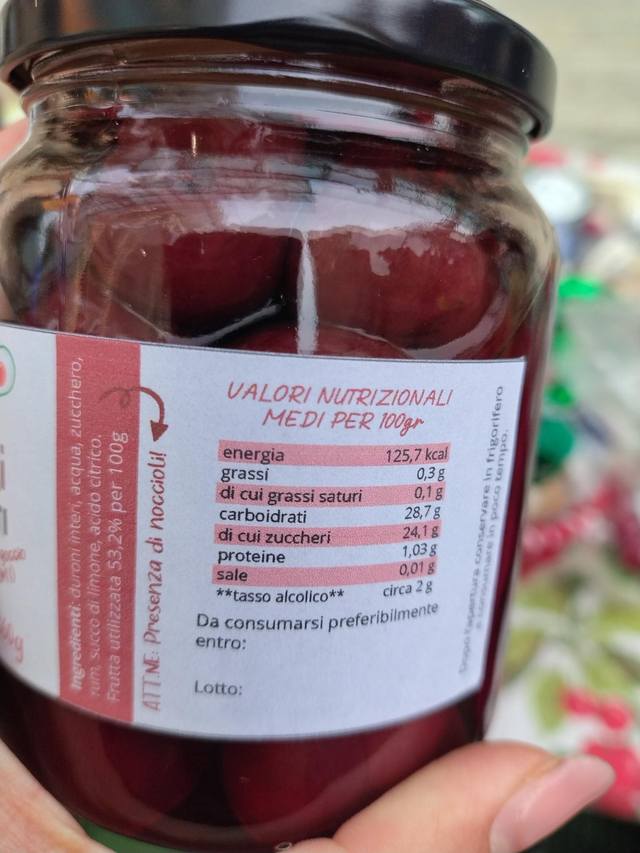 Ingredienti: duroni interi, acqua, zucchero,
rum, succo di limone, acido citrico.
Frutta utilizzata 53,2% per 100g
ATT.NE: Presenza di noccioli!
VALORI NUTRIZIONALI
MEDI PER 100gr
energia 125,7 kcal
grassi 0,3 g
di cui grassi saturi 0,1 g
carboidrati 28,7 g
di cui zuccheri 24,1 g
proteine 1,03 g
sale 0,01 g
**tasso alcolico** circa 2 g
Da consumarsi preferibilmente
entro:
Lotto:
Dopo l'apertura conservare in frigorifero
e consumare in poco tempo.